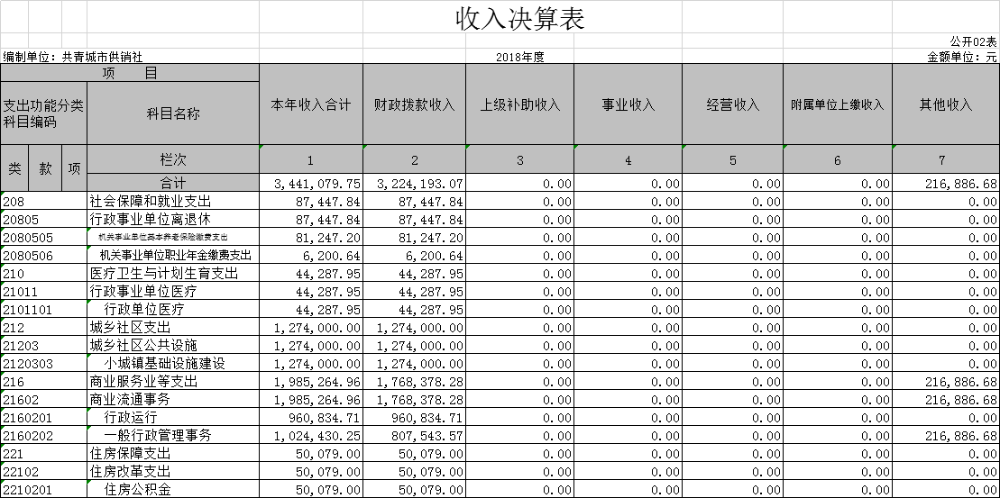 收入决算表
公开02表
编制单位：共青城市供销社 2018年度 金额单位：元
项 目 本年收入合计 财政拨款收入 上级补助收入 事业收入 经营收入 附属单位上缴收入 其他收入
支出功能分类科目编码 科目名称
类 款 项 栏次 1 2 3 4 5 6 7
合计 3,441,079.75 3,224,193.07 0.00 0.00 0.00 0.00 216,886.68
208 社会保障和就业支出 87,447.84 87,447.84 0.00 0.00 0.00 0.00 0.00
20805 行政事业单位离退休 87,447.84 87,447.84 0.00 0.00 0.00 0.00 0.00
2080505 机关事业单位基本养老保险缴费支出 81,247.20 81,247.20 0.00 0.00 0.00 0.00 0.00
2080506 机关事业单位职业年金缴费支出 6,200.64 6,200.64 0.00 0.00 0.00 0.00 0.00
210 医疗卫生与计划生育支出 44,287.95 44,287.95 0.00 0.00 0.00 0.00 0.00
21011 行政事业单位医疗 44,287.95 44,287.95 0.00 0.00 0.00 0.00 0.00
2101101 行政单位医疗 44,287.95 44,287.95 0.00 0.00 0.00 0.00 0.00
212 城乡社区支出 1,274,000.00 1,274,000.00 0.00 0.00 0.00 0.00 0.00
21203 城乡社区公共设施 1,274,000.00 1,274,000.00 0.00 0.00 0.00 0.00 0.00
2120303 小城镇基础设施建设 1,274,000.00 1,274,000.00 0.00 0.00 0.00 0.00 0.00
216 商业服务业等支出 1,985,264.96 1,768,378.28 0.00 0.00 0.00 0.00 216,886.68
21602 商业流通事务 1,985,264.96 1,768,378.28 0.00 0.00 0.00 0.00 216,886.68
2160201 行政运行 960,834.71 960,834.71 0.00 0.00 0.00 0.00 0.00
2160202 一般行政管理事务 1,024,430.25 807,543.57 0.00 0.00 0.00 0.00 216,886.68
221 住房保障支出 50,079.00 50,079.00 0.00 0.00 0.00 0.00 0.00
22102 住房改革支出 50,079.00 50,079.00 0.00 0.00 0.00 0.00 0.00
2210201 住房公积金 50,079.00 50,079.00 0.00 0.00 0.00 0.00 0.00